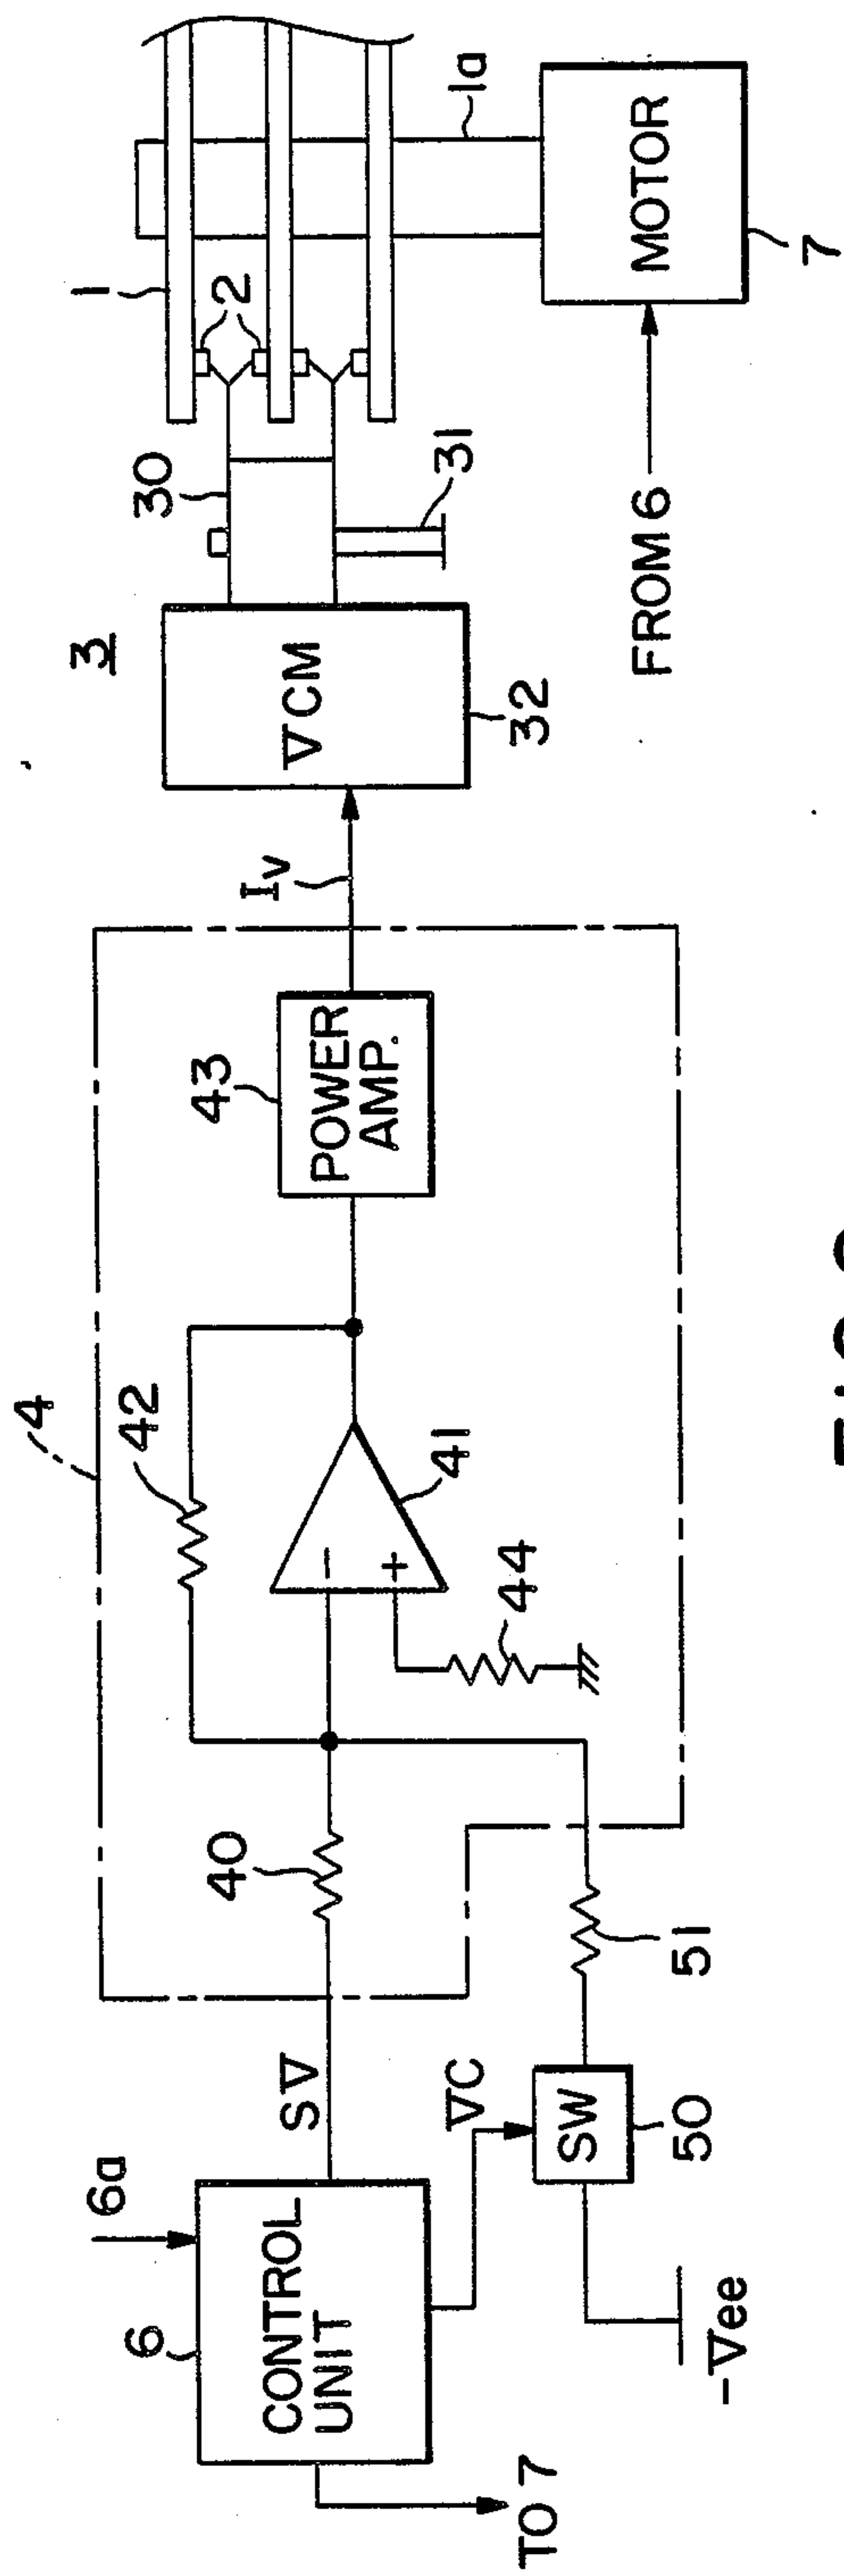 6a
6
CONTROL
UNIT
TO 7
SV
VC
SW
50
-Vee
51
4
40
42
41
-
+
44
43
POWER
AMP.
Iv
3
VCM
32
30
31
1
2
1a
MOTOR
7
FROM 6